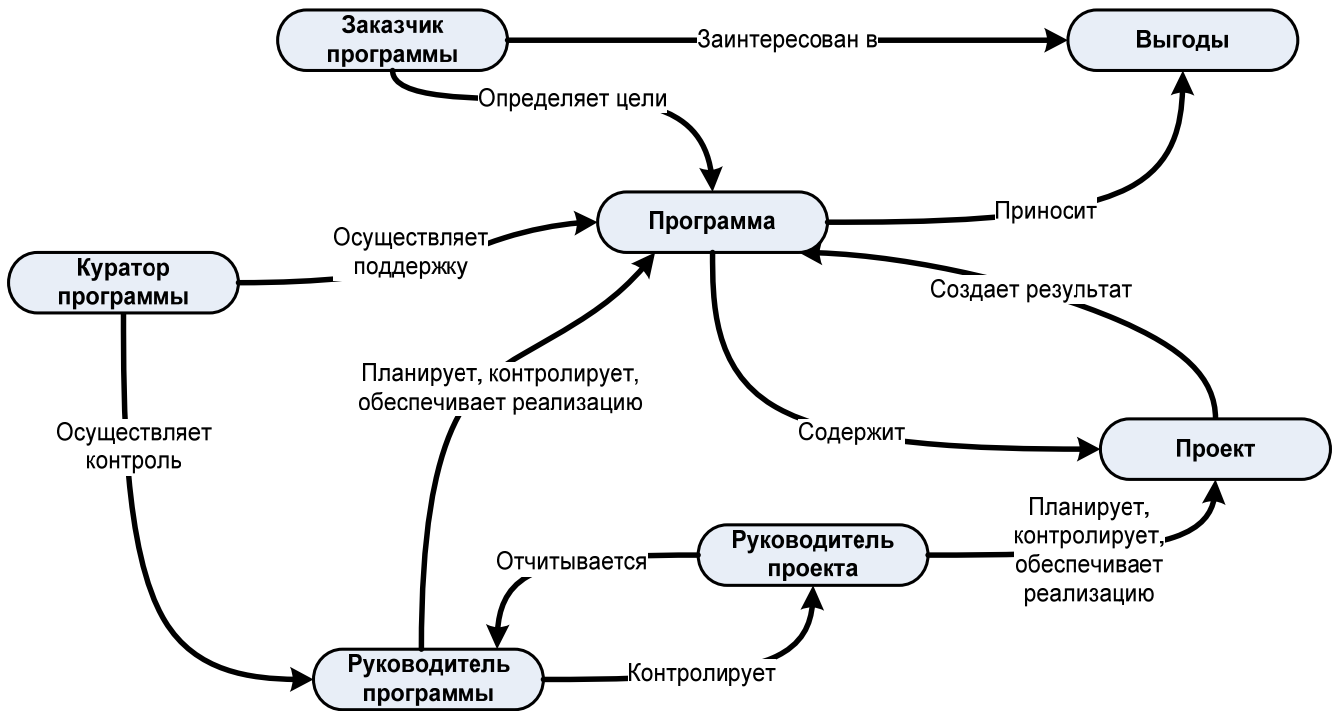 Заказчик
программы
Заинтересован в
Выгоды
Определяет цели
Программа
Приносит
Осуществляет
поддержку
Куратор
программы
Создает результат
Планирует, контролирует,
обеспечивает реализацию
Осуществляет
контроль
Содержит
Проект
Планирует,
контролирует,
обеспечивает
реализацию
Руководитель
проекта
Отчитывается
Руководитель
программы
Контролирует